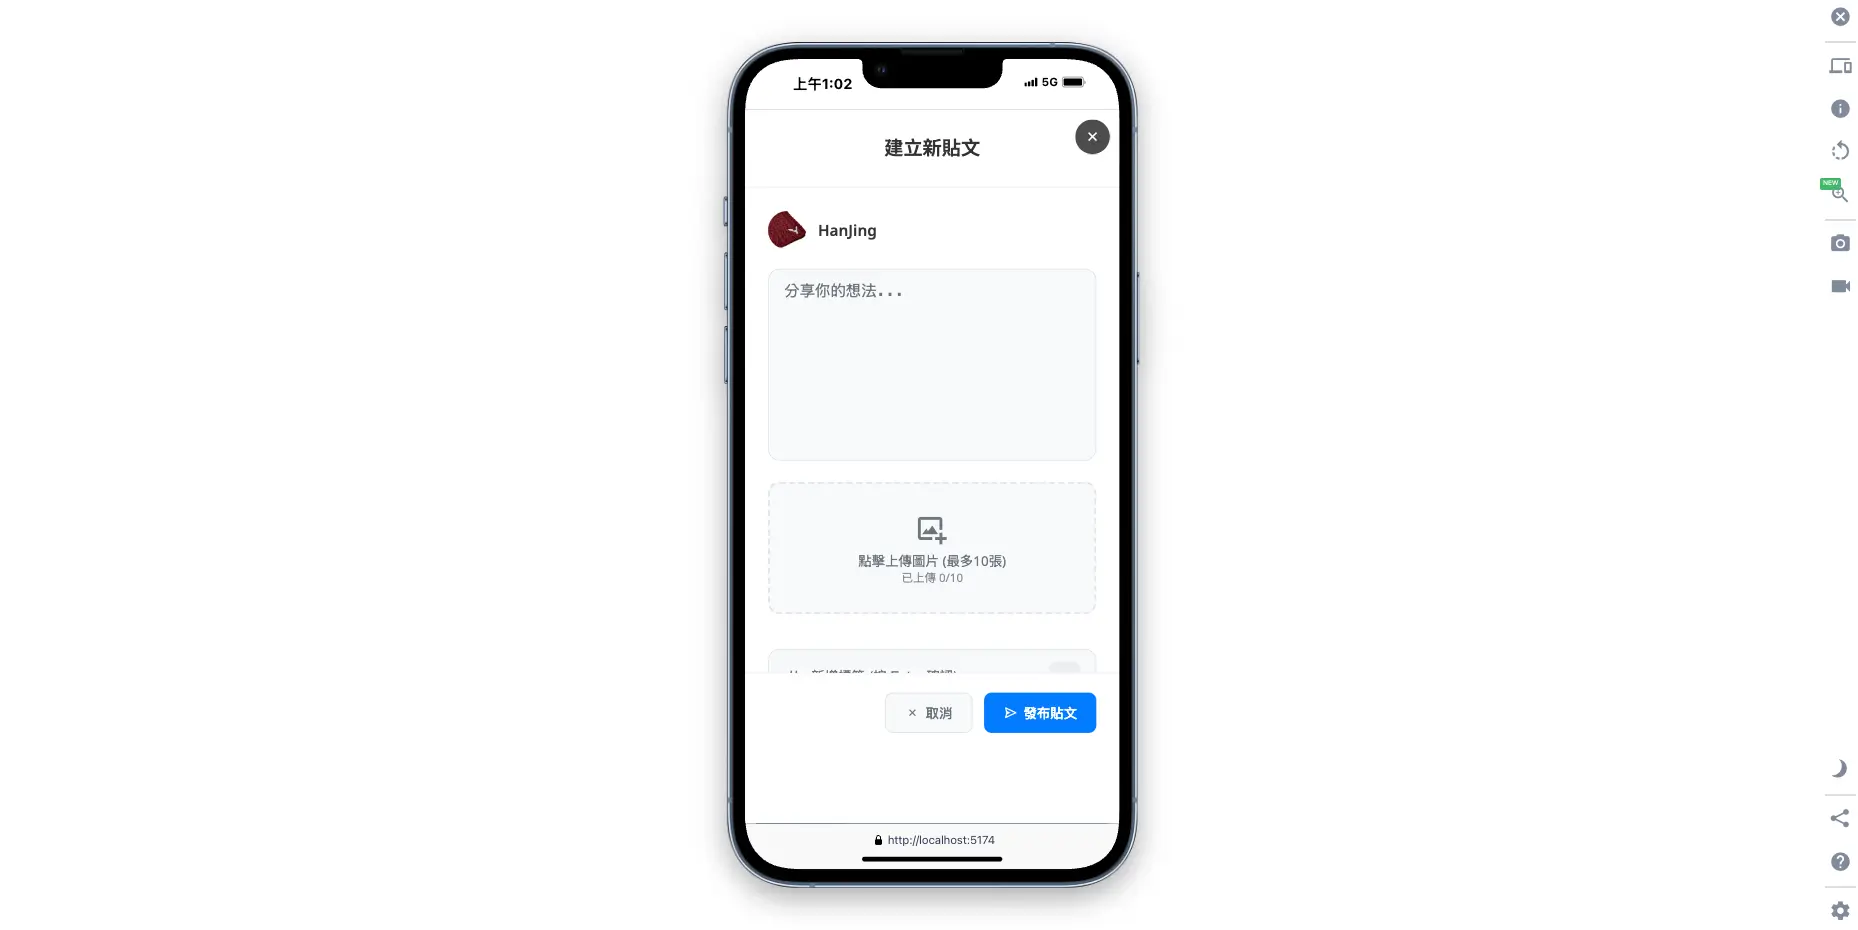 上午1:02
5G
建立新貼文
HanJing
分享你的想法...
點擊上傳圖片 (最多10張)
已上傳 0/10
取消
發布貼文
http://localhost:5174
NEW